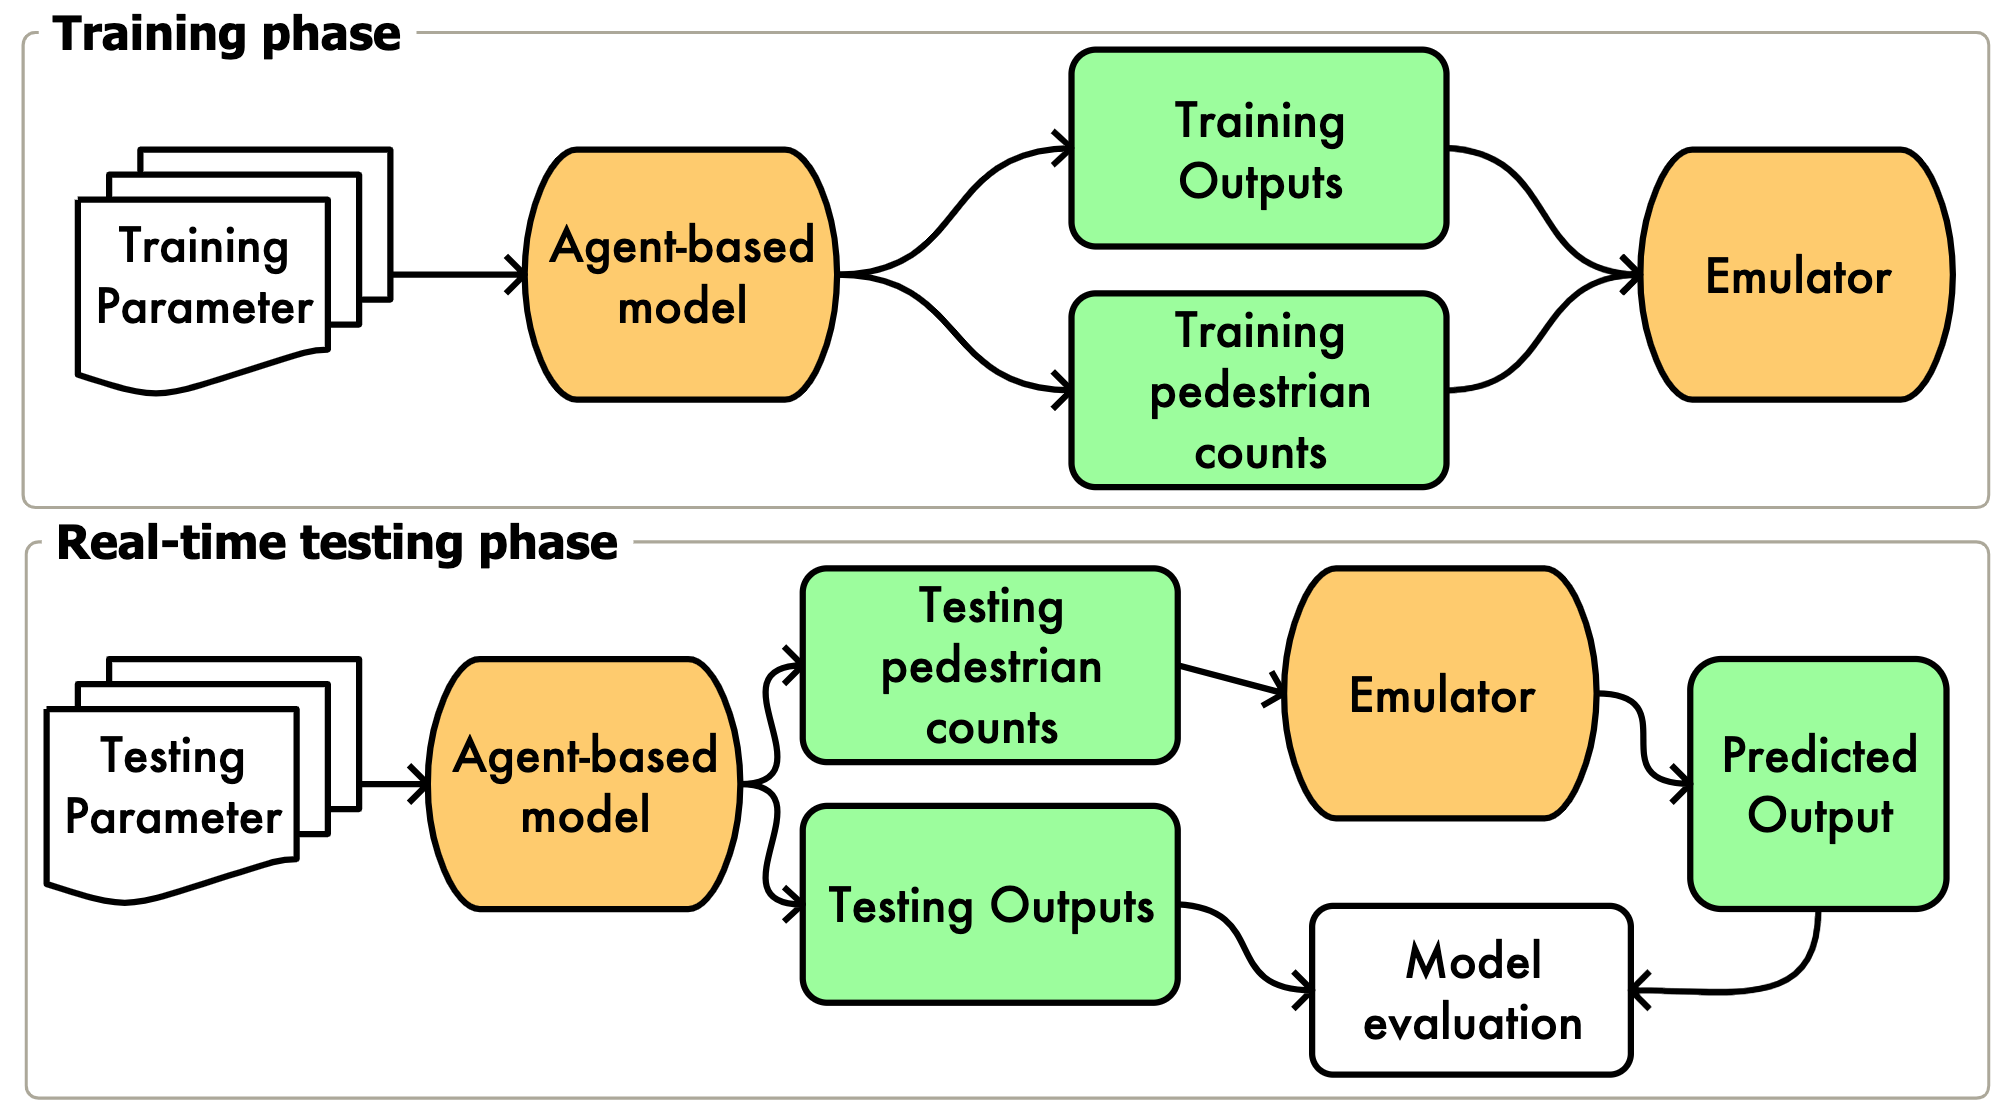 Training phase
Training
Parameter
Agent-based
model
Training
Outputs
Training
pedestrian
counts
Emulator
Real-time testing phase
Testing
Parameter
Agent-based
model
Testing
pedestrian
counts
Testing Outputs
Emulator
Predicted
Output
Model
evaluation